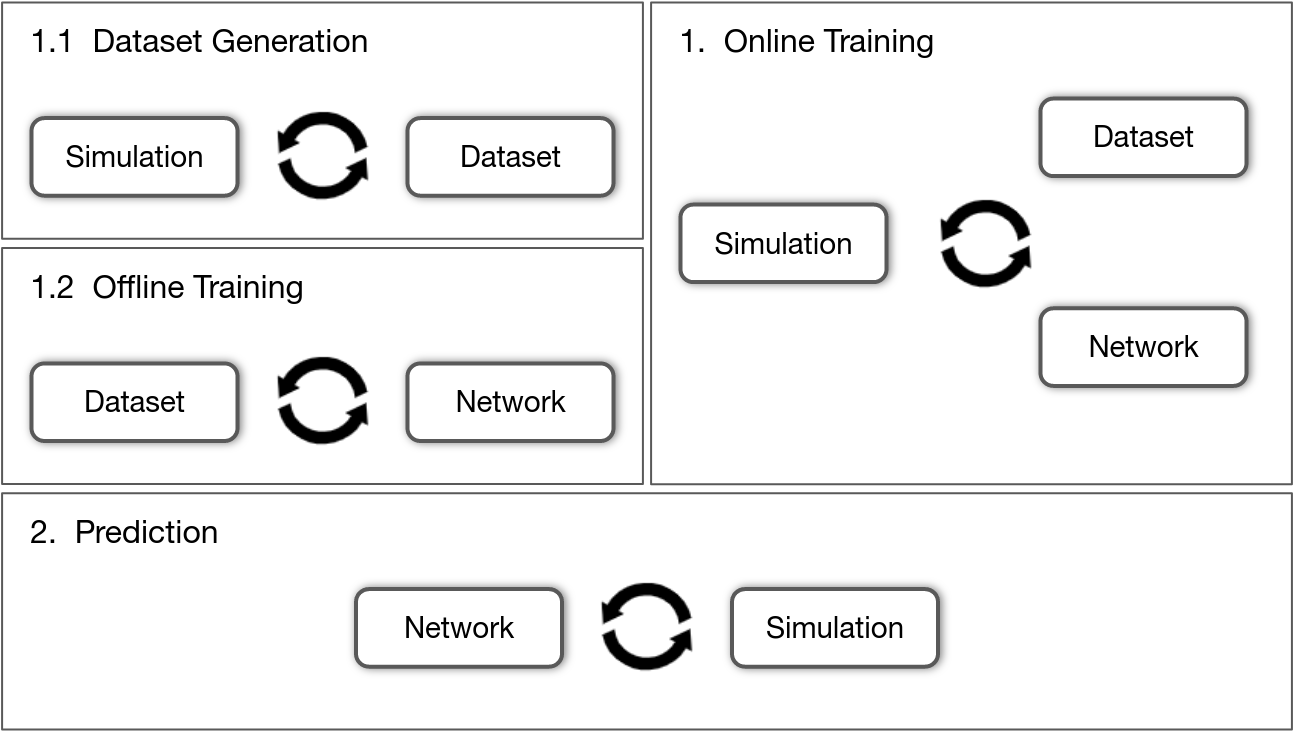 1.1 Dataset Generation
Simulation
Dataset
1.2 Offline Training
Dataset
Network
1. Online Training
Dataset
Simulation
Network
2. Prediction
Network
Simulation